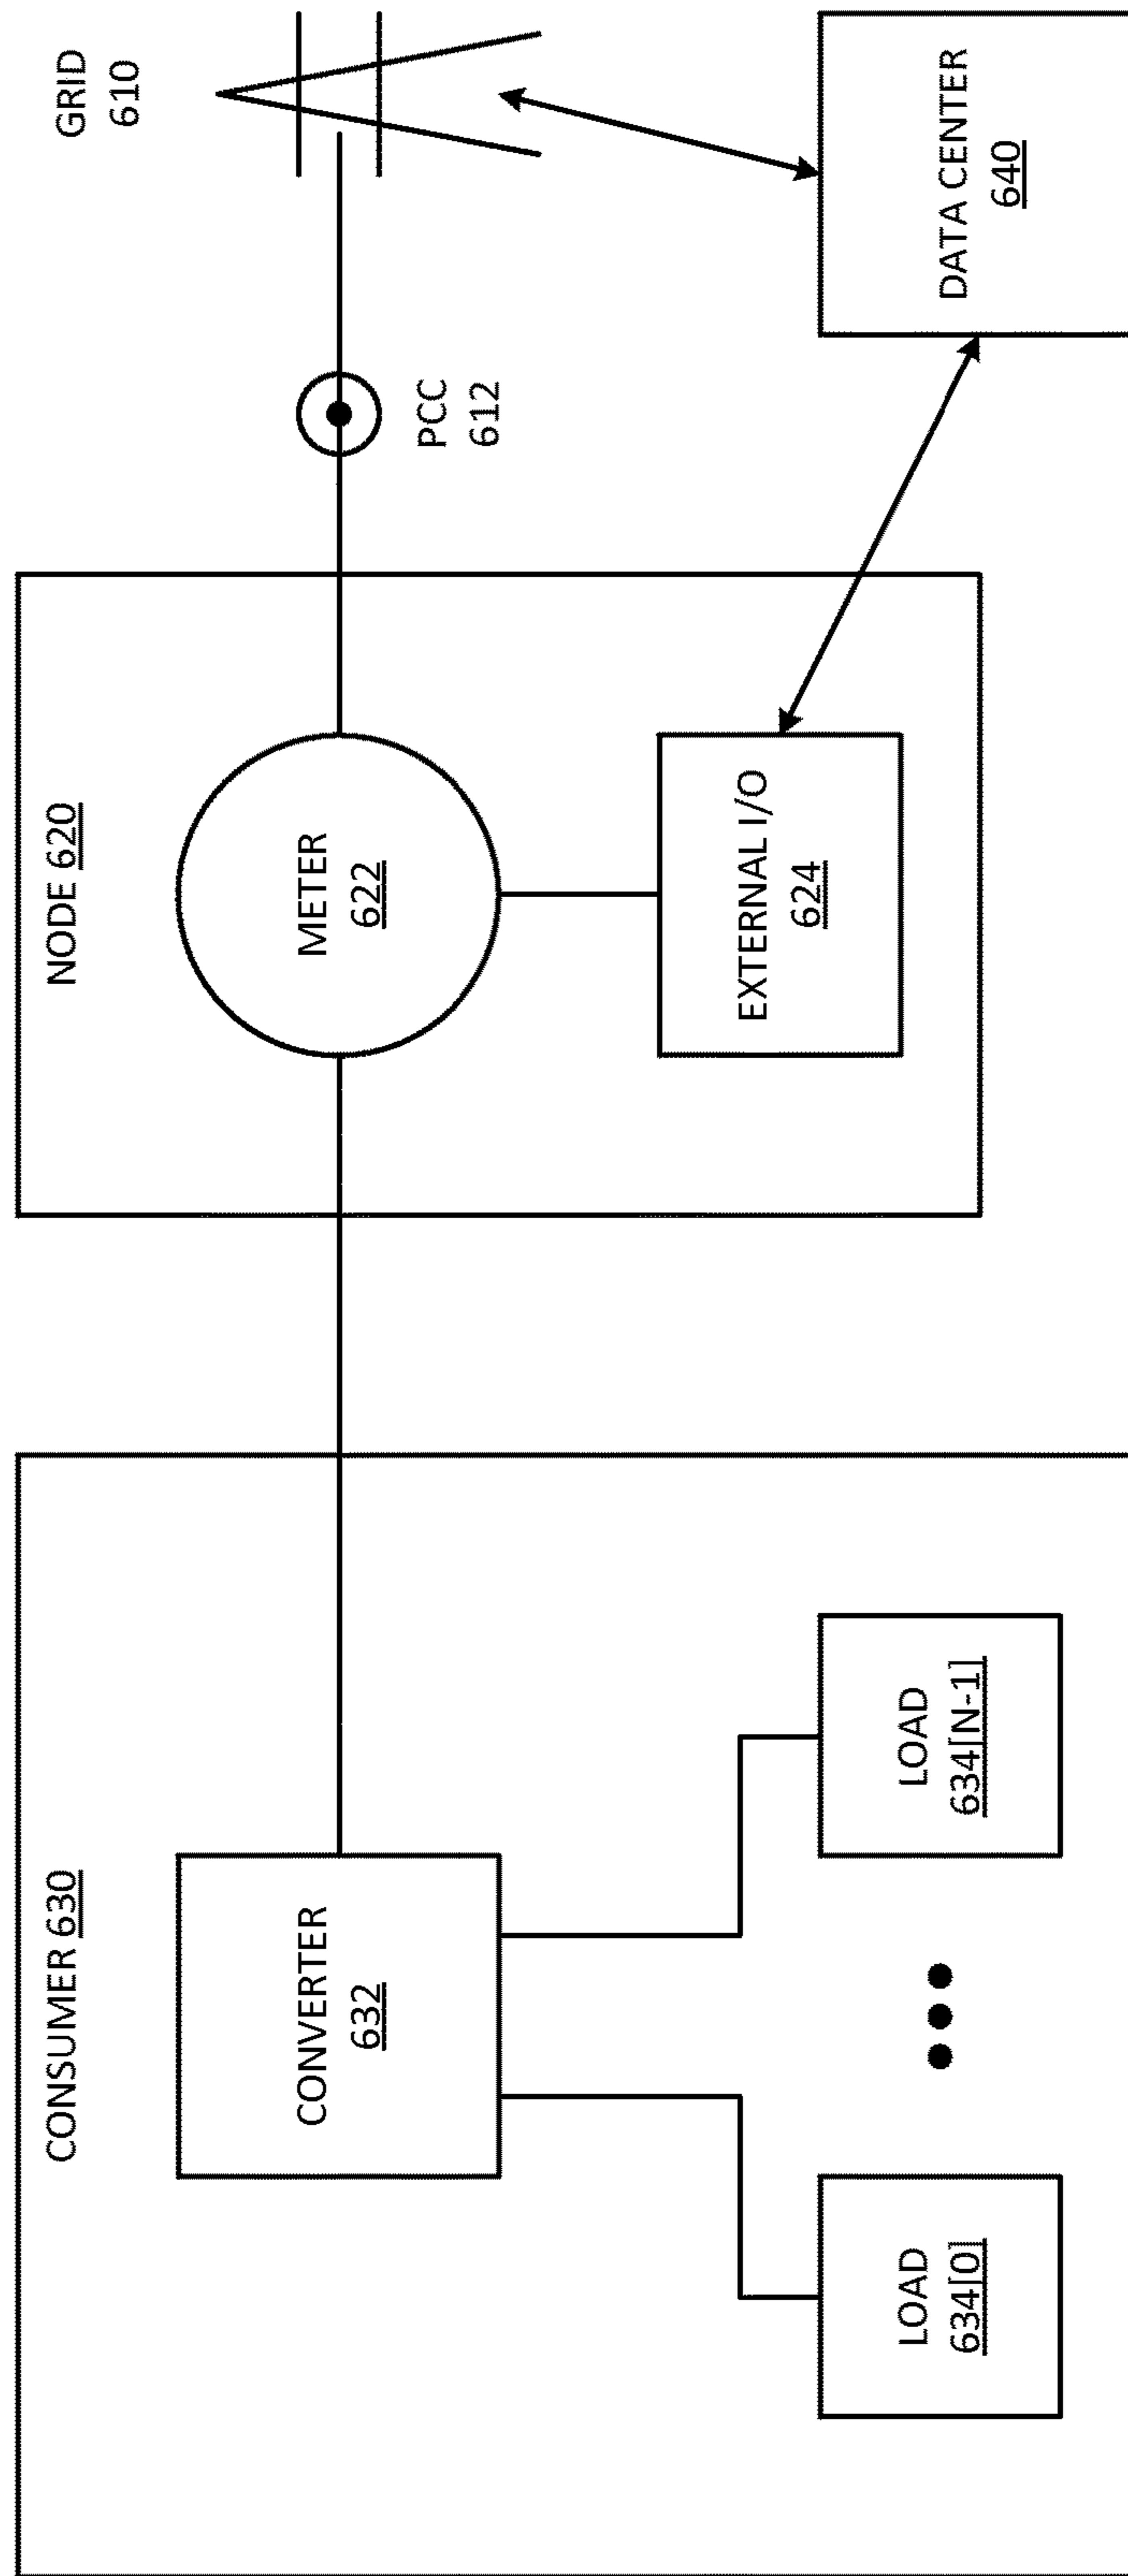 CONSUMER 630
CONVERTER
632
LOAD
634[0]
LOAD
634[N-1]
NODE 620
METER
622
EXTERNAL I/O
624
GRID
610
PCC
612
DATA CENTER
640